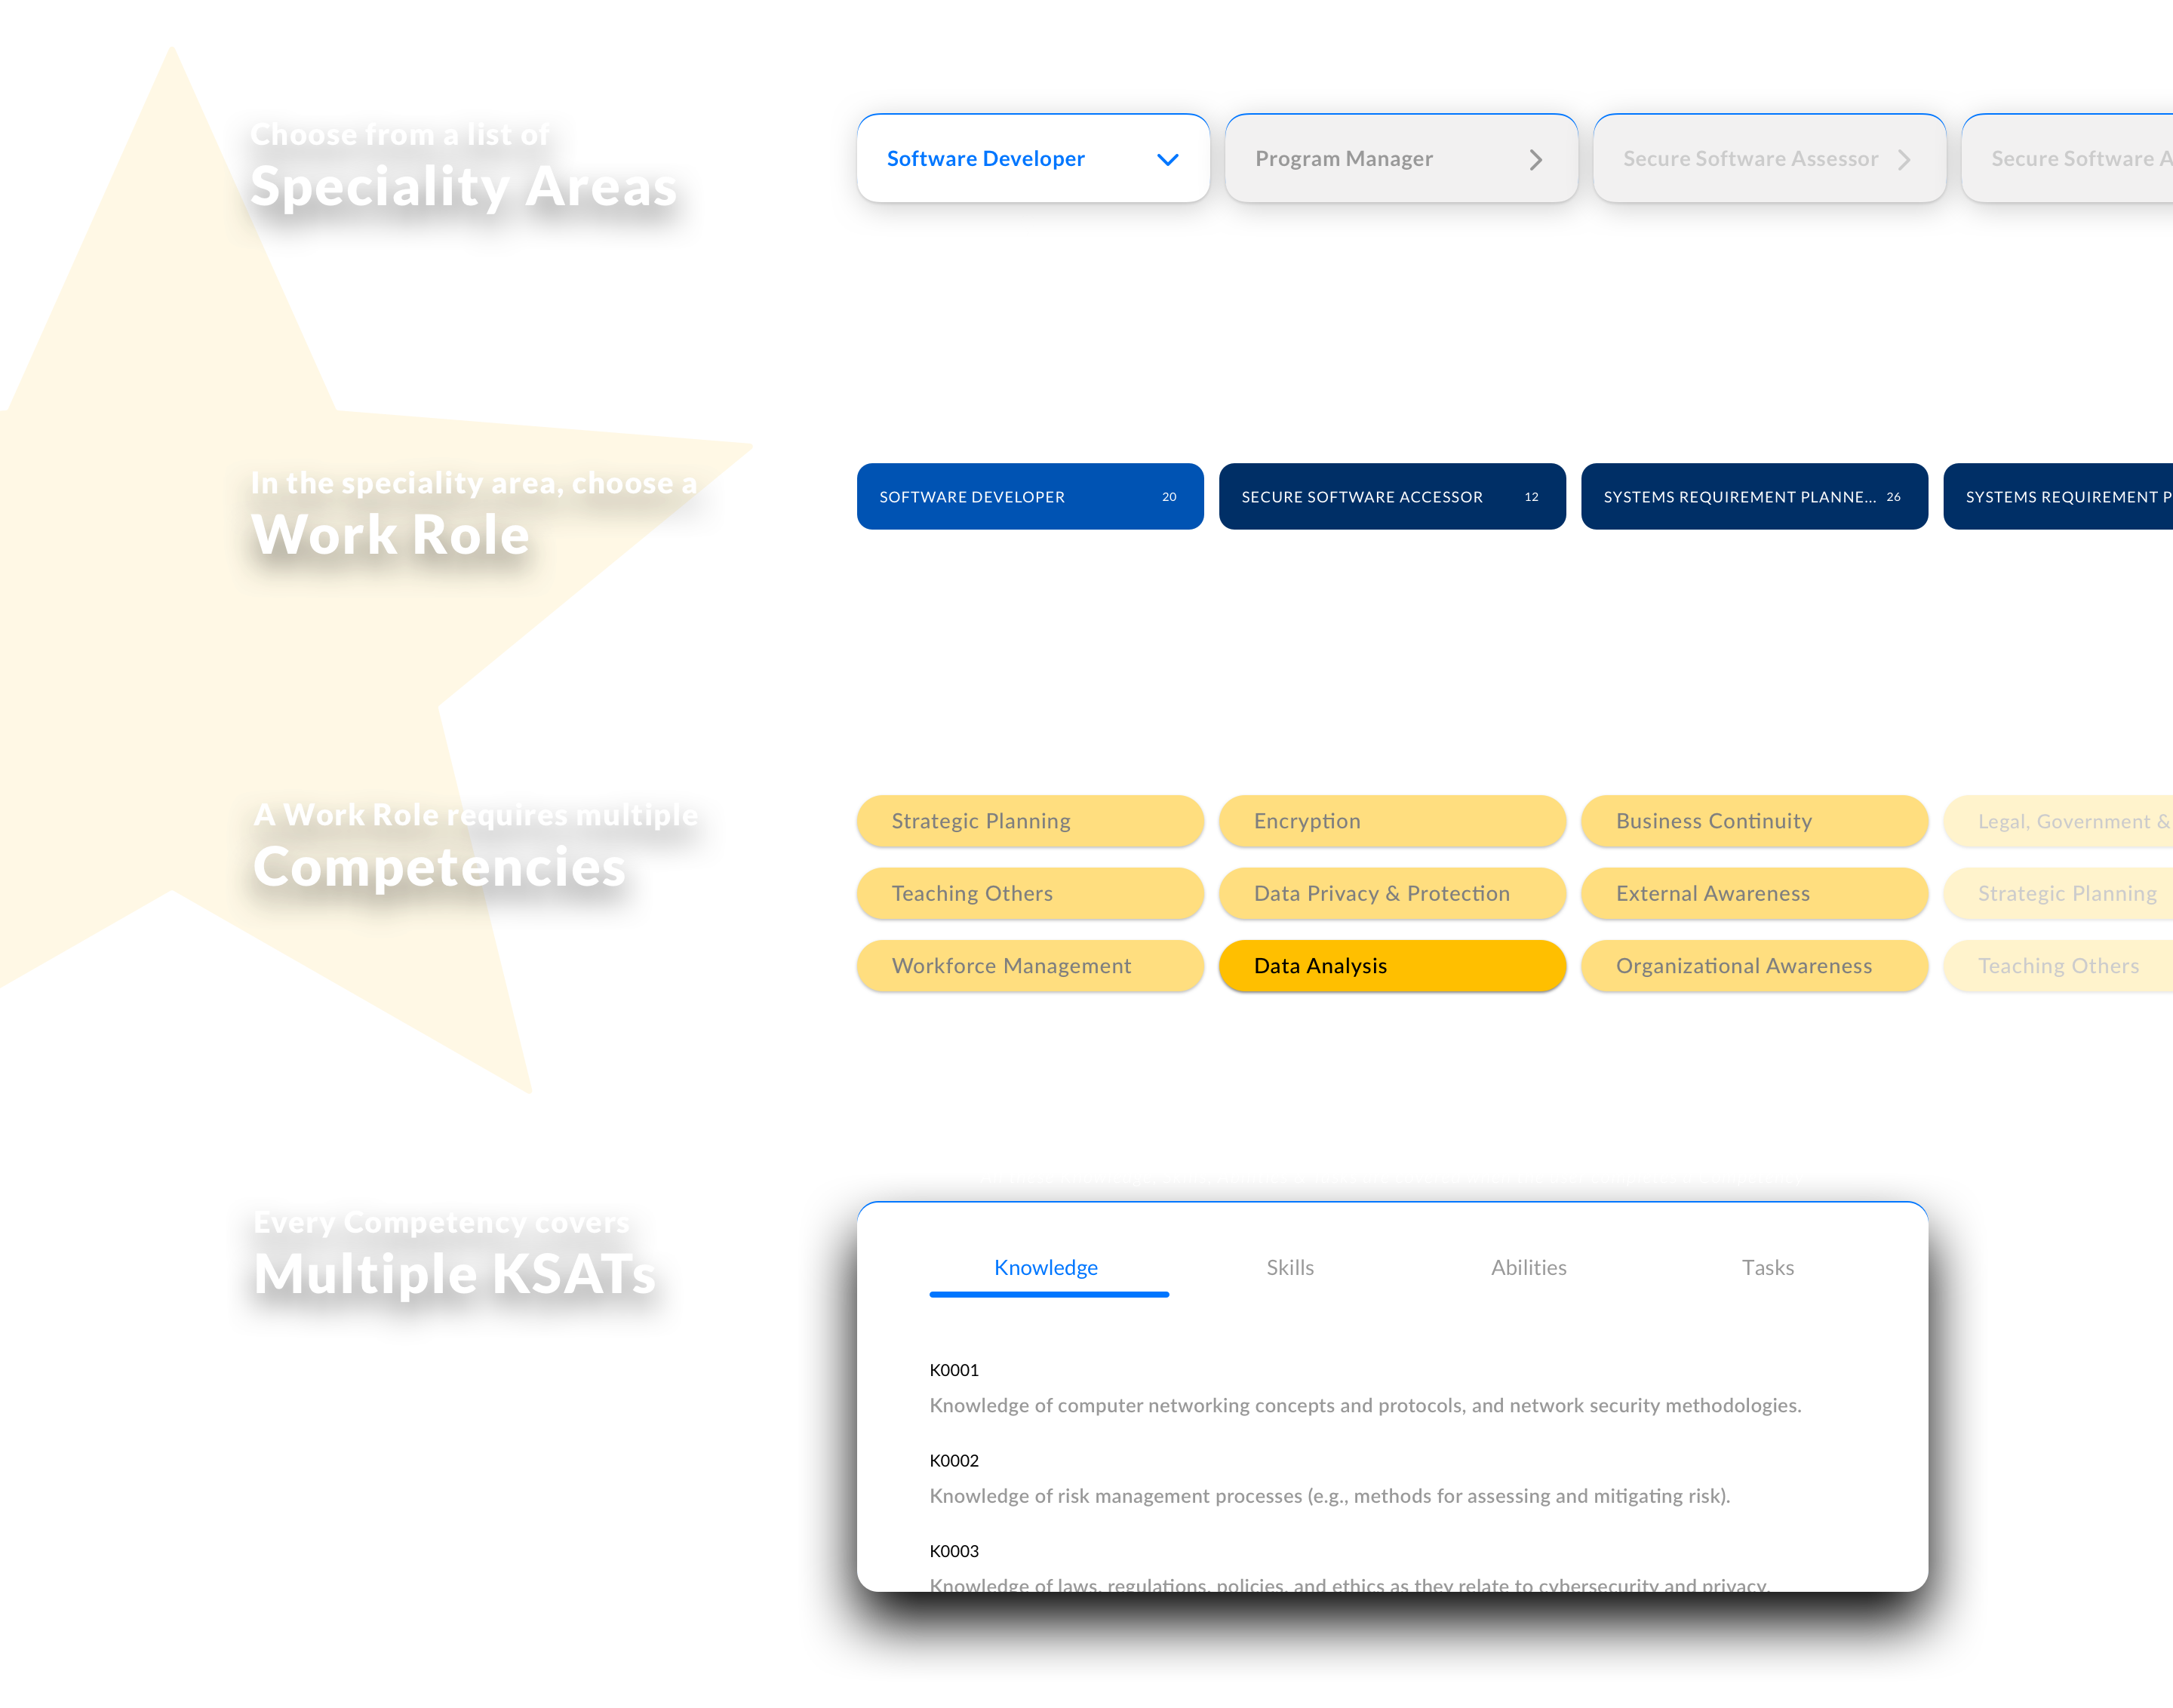 Choose from a list of
Speciality Areas
Software Developer
Program Manager
Secure Software Assessor
Secure Software A
In the speciality area, choose a
Work Role
SOFTWARE DEVELOPER 20
SECURE SOFTWARE ACCESSOR 12
SYSTEMS REQUIREMENT PLANNE... 26
SYSTEMS REQUIREMENT P
A Work Role requires multiple
Competencies
Strategic Planning
Encryption
Business Continuity
Legal, Government &
Teaching Others
Data Privacy & Protection
External Awareness
Strategic Planning
Workforce Management
Data Analysis
Organizational Awareness
Teaching Others
Every Competency covers
Multiple KSATs
Knowledge
Skills
Abilities
Tasks
K0001
Knowledge of computer networking concepts and protocols, and network security methodologies.
K0002
Knowledge of risk management processes (e.g., methods for assessing and mitigating risk).
K0003
Knowledge of laws, regulations, policies, and ethics as they relate to cybersecurity and privacy.